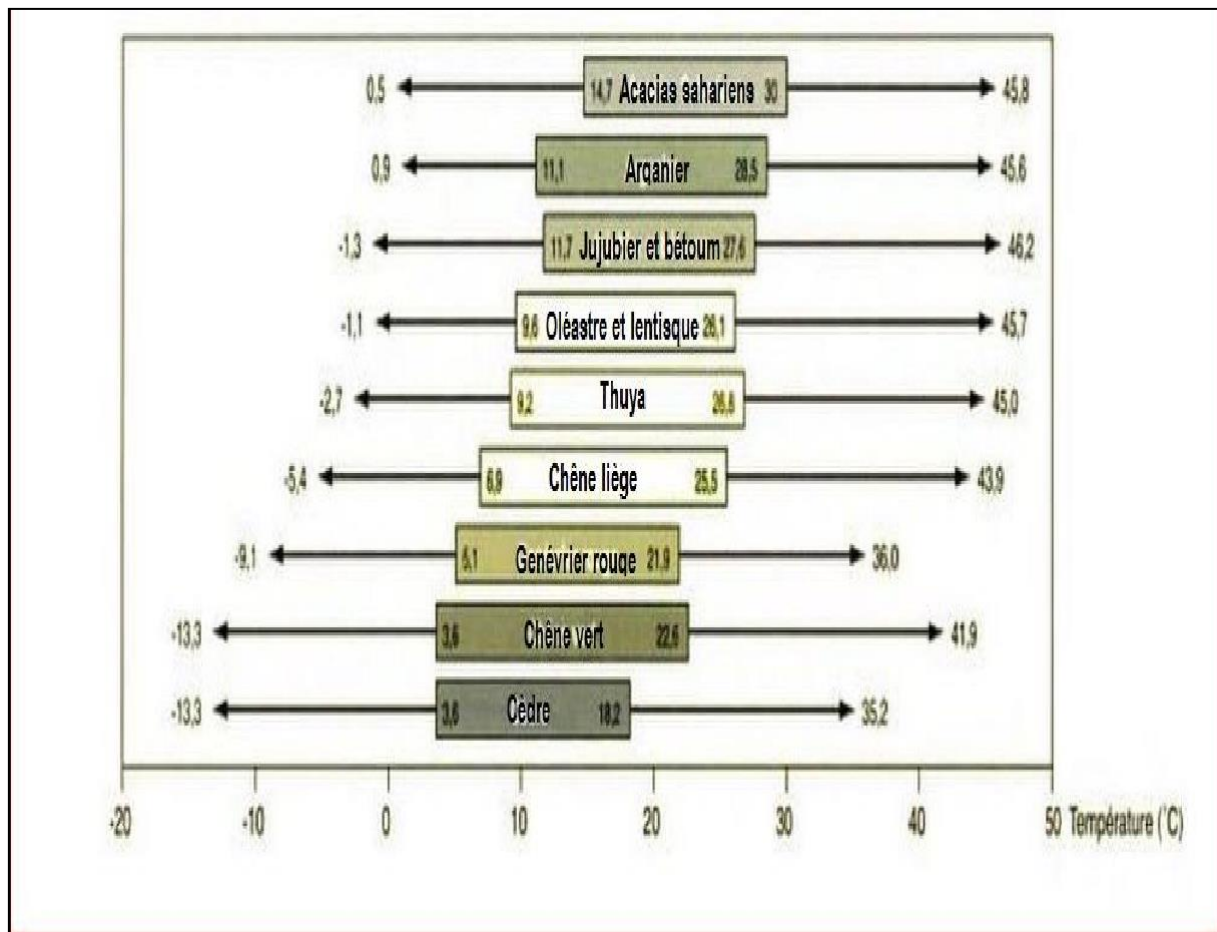 0,5 14,7 Acacias sahariens 30 45,8
0,9 11,1 Arqanier 28,5 45,6
-1,3 11,7 Jujubier et bétoum 27,6 46,2
-1,1 9,6 Oléastre et lentisque 26,1 45,7
-2,7 9,2 Thuya 26,8 45,0
-5,4 6,9 Chêne liège 25,5 43,9
-9,1 5,1 Genévrier rouqe 21,9 36,0
-13,3 3,6 Chêne vert 22,6 41,9
-13,3 3,6 Cèdre 18,2 35,2
-20 -10 0 10 20 30 40 50 Température (°C)